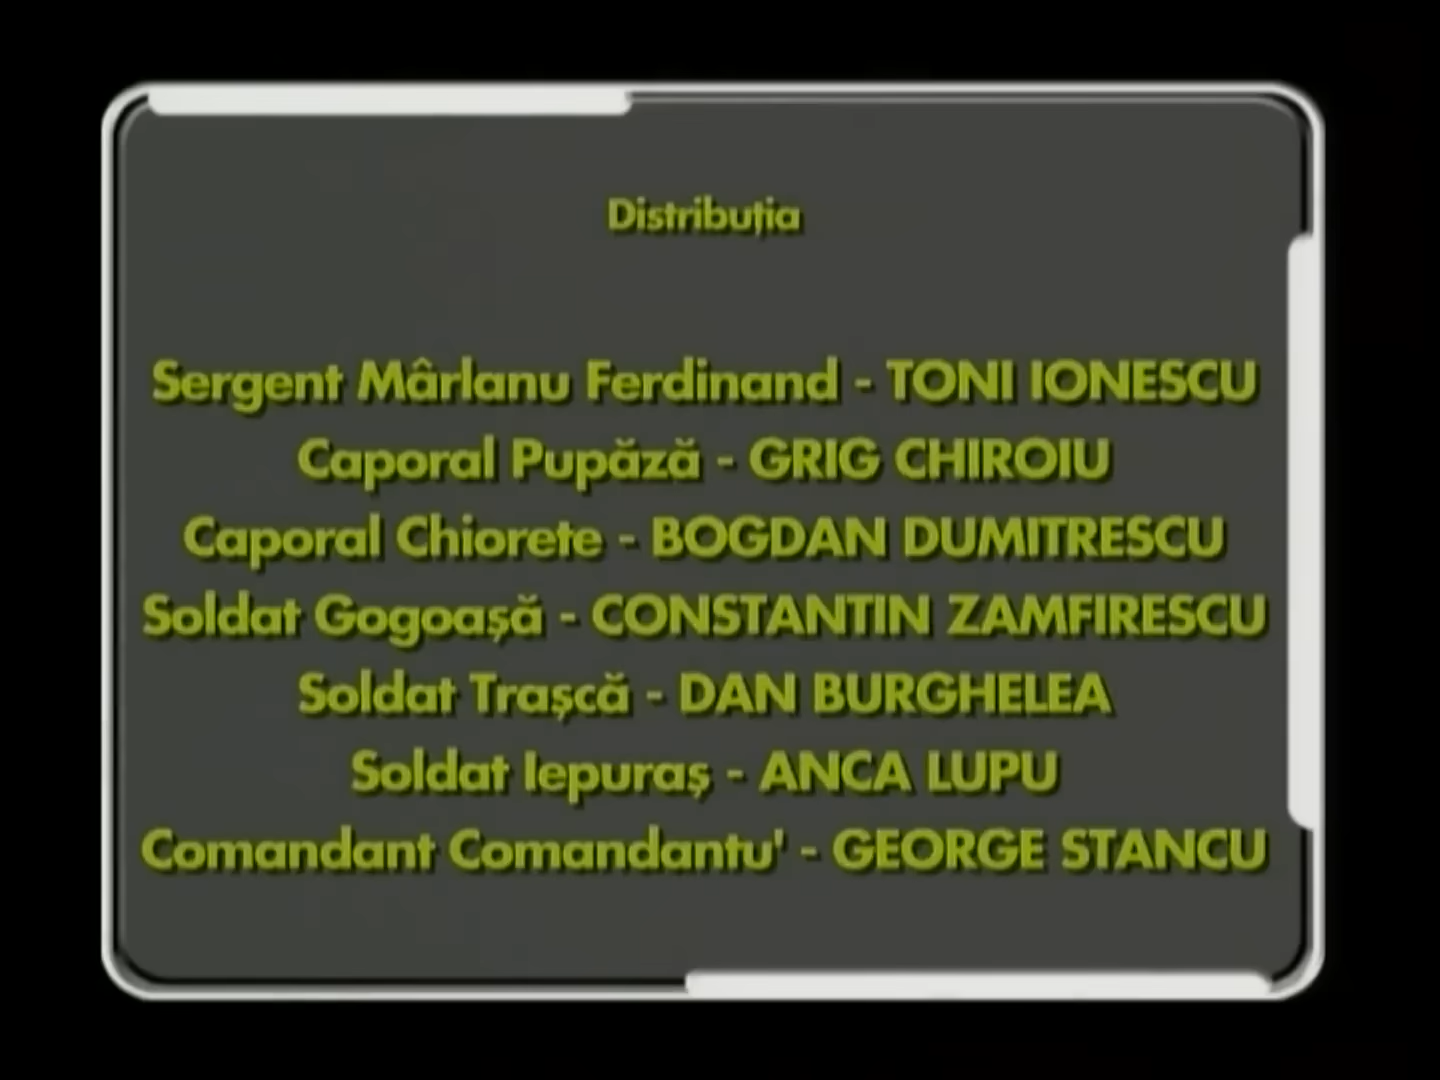 Distribuția
Sergent Mârlanu Ferdinand - TONI IONESCU
Caporal Pupăză - GRIG CHIROIU
Caporal Chiorete - BOGDAN DUMITRESCU
Soldat Gogoașă - CONSTANTIN ZAMFIRESCU
Soldat Trașcă - DAN BURGHELEA
Soldat Iepuraș - ANCA LUPU
Comandant Comandantu' - GEORGE STANCU